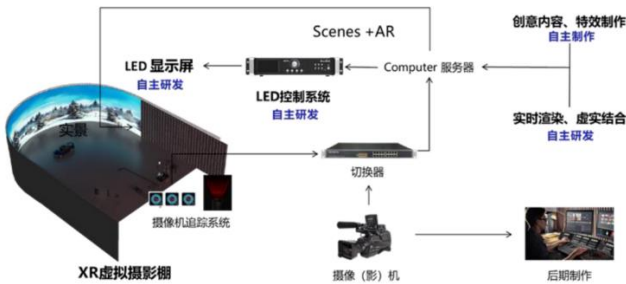 Scenes +AR
创意内容、特效制作
自主制作
LED 显示屏
自主研发
Computer 服务器
LED控制系统
自主研发
实景
实时渲染、虚实结合
自主研发
切换器
摄像机追踪系统
XR虚拟摄影棚
摄像（影）机
后期制作